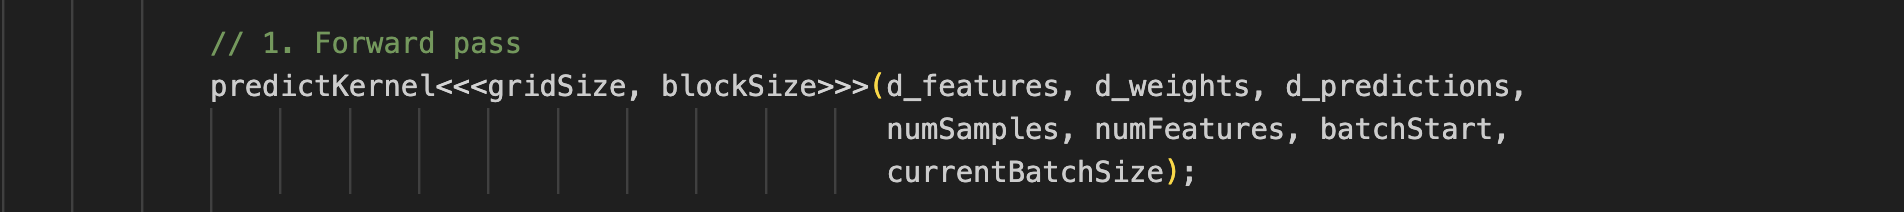 // 1. Forward pass
predictKernel<<<gridSize, blockSize>>>(d_features, d_weights, d_predictions,
numSamples, numFeatures, batchStart,
currentBatchSize);